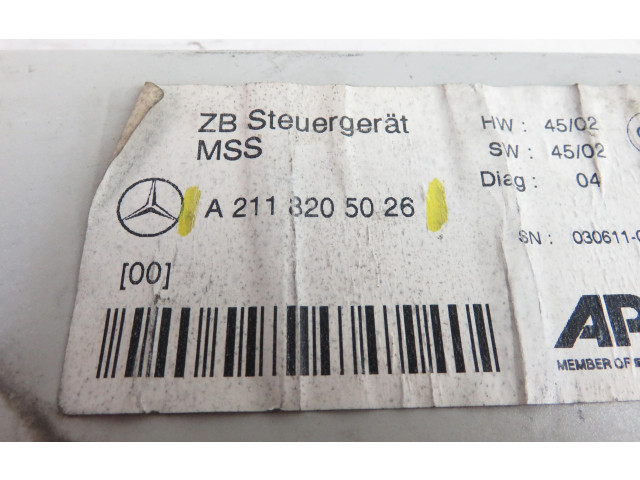 ZB Steuergerät
MSS
A 211 820 50 26
[00]
HW: 45/02
SW: 45/02
Diag: 04
SN: 030611-
MEMBER OF